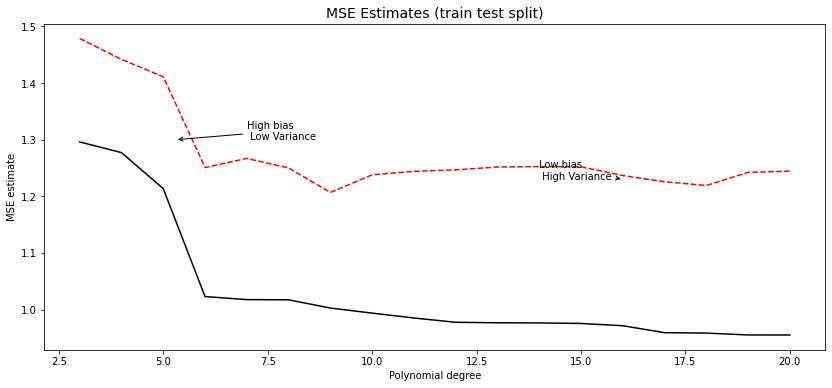 MSE Estimates (train test split)
1.5
1.4
1.3
1.2
1.1
1.0
MSE estimate
High bias
Low Variance
Low bias
High Variance
2.5 5.0 7.5 10.0 12.5 15.0 17.5 20.0
Polynomial degree